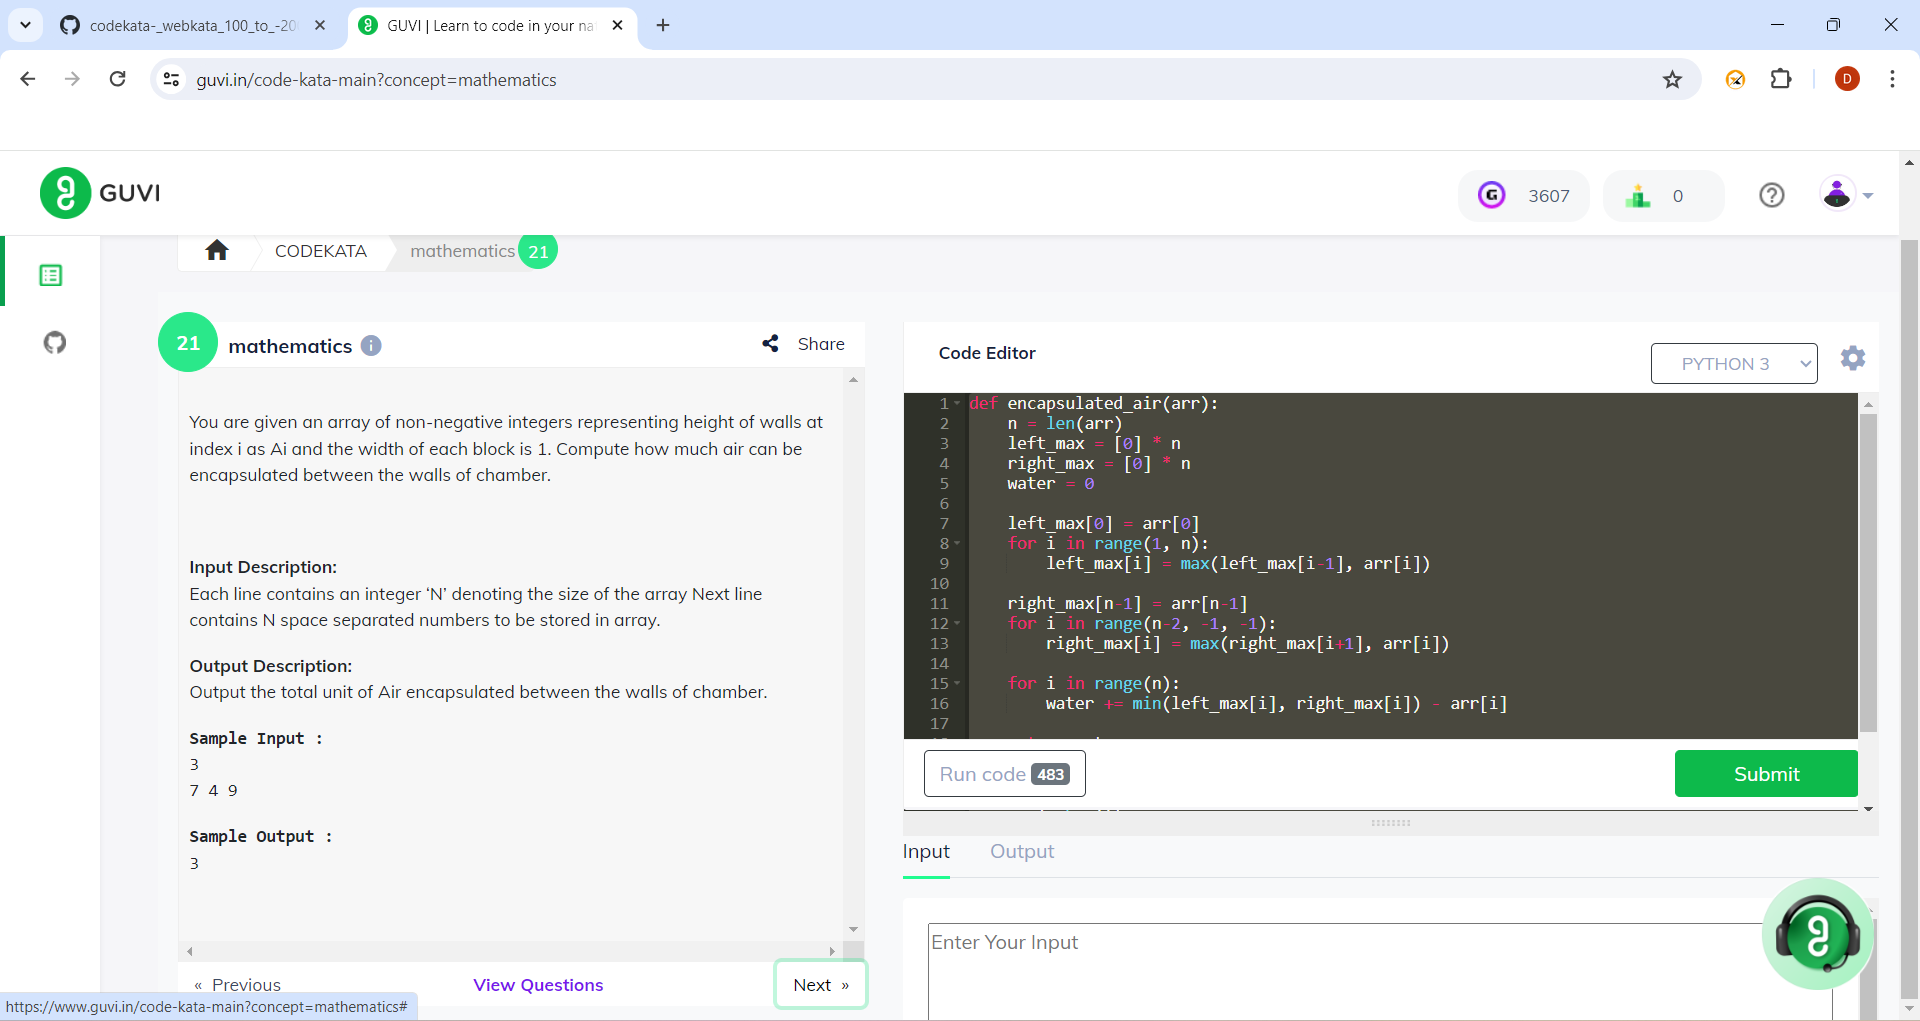 codekata-_webkata_100_to_-20
GUVI | Learn to code in your na
guvi.in/code-kata-main?concept=mathematics
D
GUVI
G
3607
0
CODEKATA
mathematics
21
21
mathematics
Share
You are given an array of non-negative integers representing height of walls at
index i as Ai and the width of each block is 1. Compute how much air can be
encapsulated between the walls of chamber.
Input Description:
Each line contains an integer ‘N’ denoting the size of the array Next line
contains N space separated numbers to be stored in array.
Output Description:
Output the total unit of Air encapsulated between the walls of chamber.
Sample Input :
3
7 4 9
Sample Output :
3
« Previous
View Questions
Next »
https://www.guvi.in/code-kata-main?concept=mathematics#
Code Editor
PYTHON 3
1 def encapsulated_air(arr):
2     n = len(arr)
3     left_max = [0] * n
4     right_max = [0] * n
5     water = 0
6
7     left_max[0] = arr[0]
8     for i in range(1, n):
9         left_max[i] = max(left_max[i-1], arr[i])
10
11     right_max[n-1] = arr[n-1]
12     for i in range(n-2, -1, -1):
13         right_max[i] = max(right_max[i+1], arr[i])
14
15     for i in range(n):
16         water += min(left_max[i], right_max[i]) - arr[i]
17
Run code 483
Submit
Input
Output
Enter Your Input